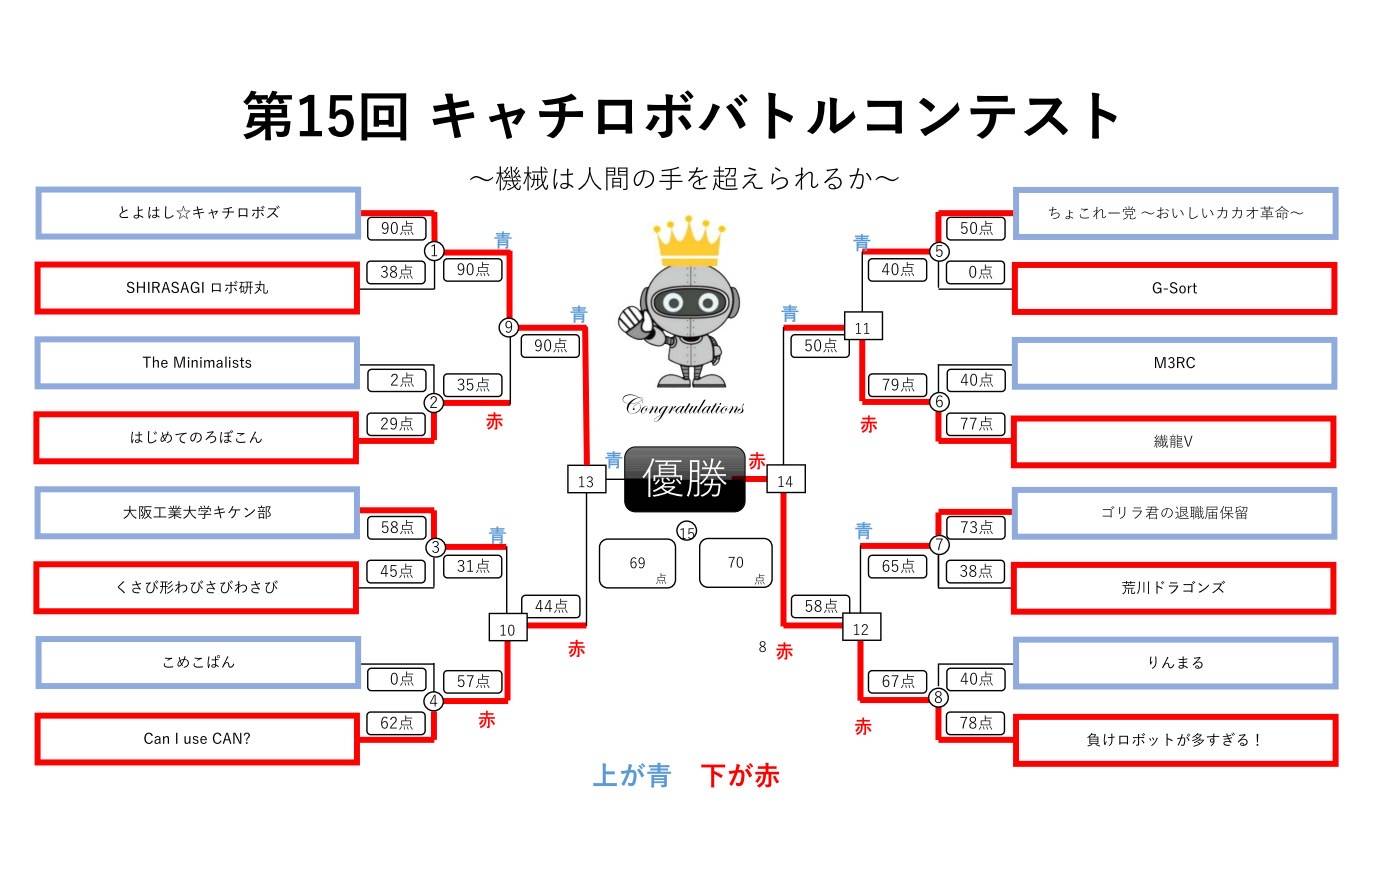 第15回 キャチロボバトルコンテスト
～機械は人間の手を超えられるか～
とよはし☆キャチロボズ
90点
①
38点
SHIRASAGI ロボ研丸
青
90点
The Minimalists
2点
②
29点
はじめてのろぼこん
35点
赤
⑨
青
90点
大阪工業大学キケン部
58点
③
45点
くさび形わびさびわさび
青
31点
こめこぱん
0点
④
62点
Can I use CAN?
57点
赤
10
44点
赤
13
青
Congratulations
優勝
⑮
69
点
70
点
赤
14
ちょこれー党 ～おいしいカカオ革命～
50点
⑤
0点
G-Sort
青
40点
M3RC
40点
⑥
77点
繊龍V
79点
赤
11
青
50点
ゴリラ君の退職届保留
73点
⑦
38点
荒川ドラゴンズ
青
65点
りんまる
40点
⑧
78点
負けロボットが多すぎる！
67点
赤
12
58点
8
赤
上が青 下が赤